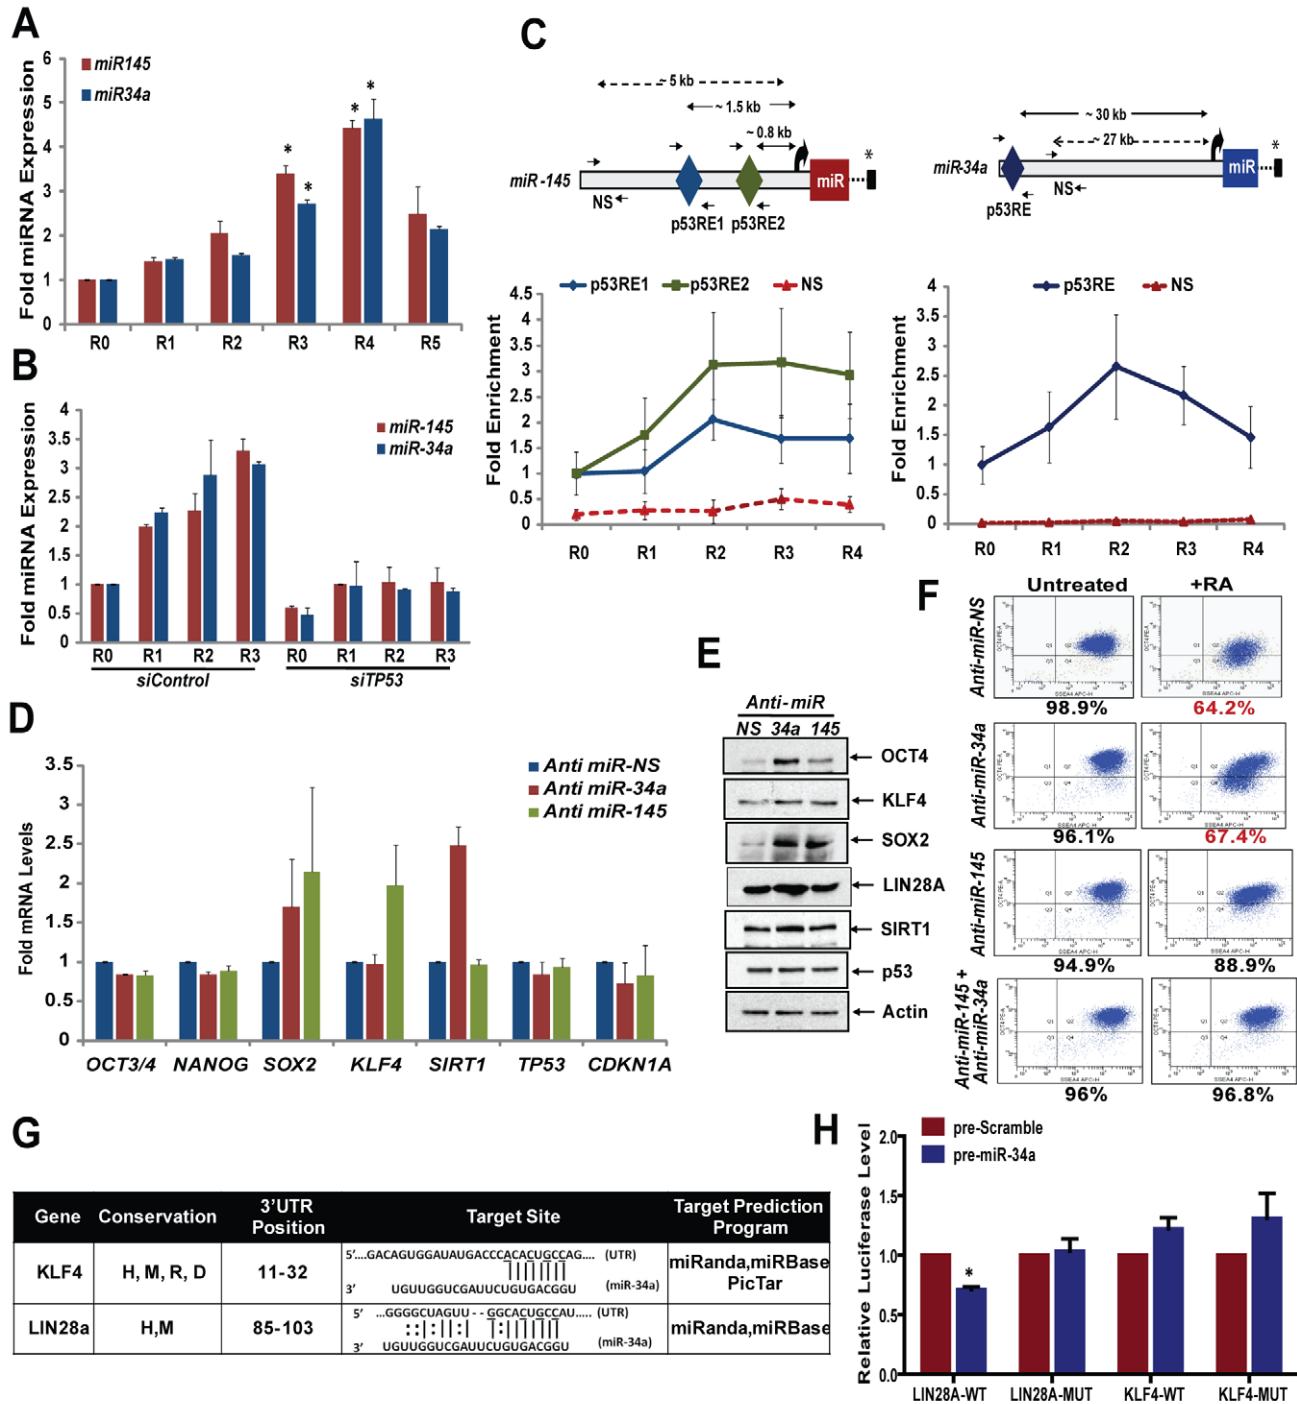 A
6
5
4
3
2
1
0
Fold miRNA Expression
miR145
miR34a
*
*
*
*
R0 R1 R2 R3 R4 R5
B
4
3.5
3
2.5
2
1.5
1
0.5
0
Fold miRNA Expression
miR-145
miR-34a
R0 R1 R2 R3 R0 R1 R2 R3
siControl siTP53
C
~ 5 kb
~ 1.5 kb
~ 0.8 kb
miR-145
miR
*
NS
p53RE1 p53RE2
~ 30 kb
~ 27 kb
miR-34a
miR
*
p53RE
NS
p53RE1 p53RE2 NS
4.5
4
3.5
3
2.5
2
1.5
1
0.5
0
Fold Enrichment
R0 R1 R2 R3 R4
p53RE NS
4
3.5
3
2.5
2
1.5
1
0.5
0
Fold Enrichment
R0 R1 R2 R3 R4
D
3.5
3
2.5
2
1.5
1
0.5
0
Fold mRNA Levels
Anti miR-NS
Anti miR-34a
Anti miR-145
OCT3/4 NANOG SOX2 KLF4 SIRT1 TP53 CDKN1A
E
Anti-miR
NS 34a 145
OCT4
KLF4
SOX2
LIN28A
SIRT1
p53
Actin
F
Untreated +RA
Anti-miR-NS
OCT4 PE-A
Q1 Q2
Q3 Q4
SSEA4 APC-H
98.9% 64.2%
Anti-miR-34a
96.1% 67.4%
Anti-miR-145
94.9% 88.9%
Anti-miR-145 +
Anti-miR-34a
96% 96.8%
G
Gene Conservation 3'UTR Position Target Site Target Prediction Program
KLF4 H, M, R, D 11-32 5'....GACAGUGGAUAUGACCCACACUGCCAG.... (UTR) miRanda,miRBase PicTar
3' UGUUGGUCGAUUCUGUGACGGU (miR-34a)
LIN28a H,M 85-103 5' ...GGGGCUAGUU - - GGCACUGCCAU..... (UTR) miRanda,miRBase
3' UGUUGGUCGAUUCUGUGACGGU (miR-34a)
H
pre-Scramble
pre-miR-34a
2.0
1.5
1.0
0.5
0.0
Relative Luciferase Level
*
LIN28A-WT LIN28A-MUT KLF4-WT KLF4-MUT